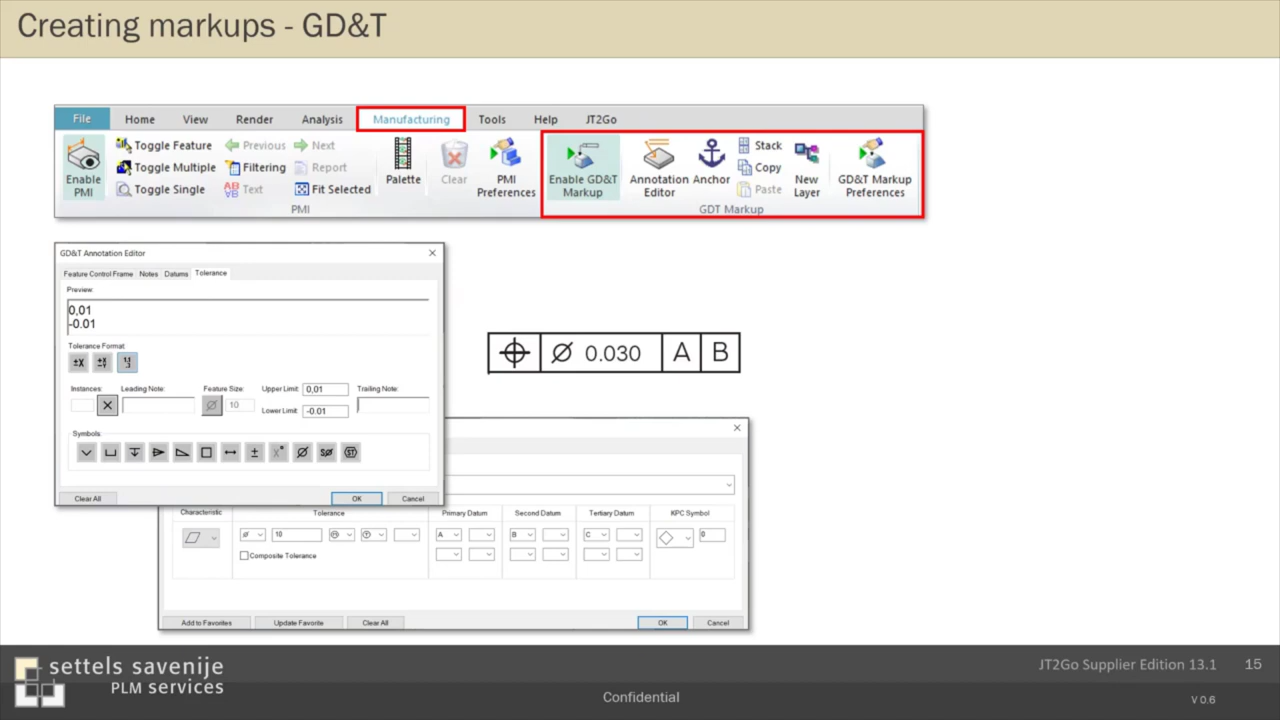 Creating markups - GD&T
File Home View Render Analysis Manufacturing Tools Help JT2Go
Enable PMI
Toggle Feature
Toggle Multiple
Toggle Single
Previous
Next
Filtering
Report
Text
Fit Selected
Palette
Clear
PMI Preferences
PMI
Enable GD&T Markup
Annotation Editor
Anchor
Stack
Copy
Paste
New Layer
GD&T Markup Preferences
GDT Markup
GD&T Annotation Editor
Feature Control Frame Notes Datums Tolerance
Preview:
0,01
-0.01
Tolerance Format
±X
Instances: Leading Note: Feature Size: Upper Limit: 0,01 Trailing Note:
10
Lower Limit: -0.01
Symbols:
Clear All OK Cancel
⌖ ⌀ 0.030 A B
Characteristic Tolerance Primary Datum Second Datum Tertiary Datum KPC Symbol
10 A B C 0
Composite Tolerance
Add to Favorites Update Favorite Clear All OK Cancel
settels savenije
PLM services
Confidential
JT2Go Supplier Edition 13.1 15
V 0.6